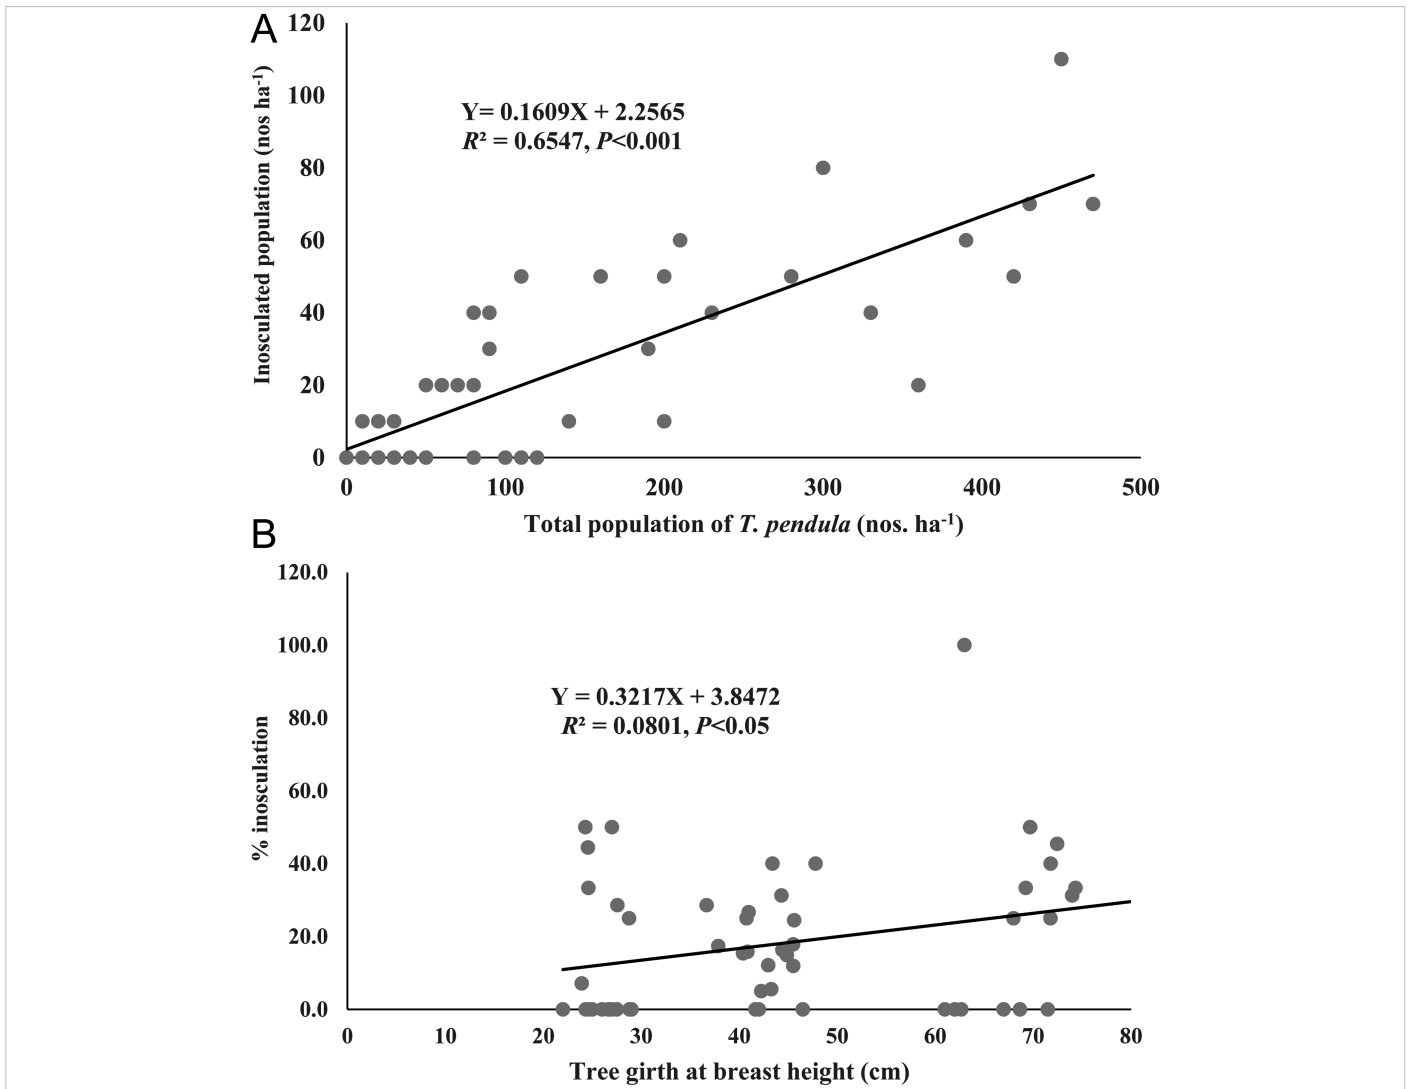 A
120
100
80
60
40
20
0
Inosculated population (nos ha⁻¹)
Y= 0.1609X + 2.2565
R² = 0.6547, P<0.001
0 100 200 300 400 500
Total population of T. pendula (nos. ha⁻¹)
B
120.0
100.0
80.0
60.0
40.0
20.0
0.0
% inosculation
Y = 0.3217X + 3.8472
R² = 0.0801, P<0.05
0 10 20 30 40 50 60 70 80
Tree girth at breast height (cm)